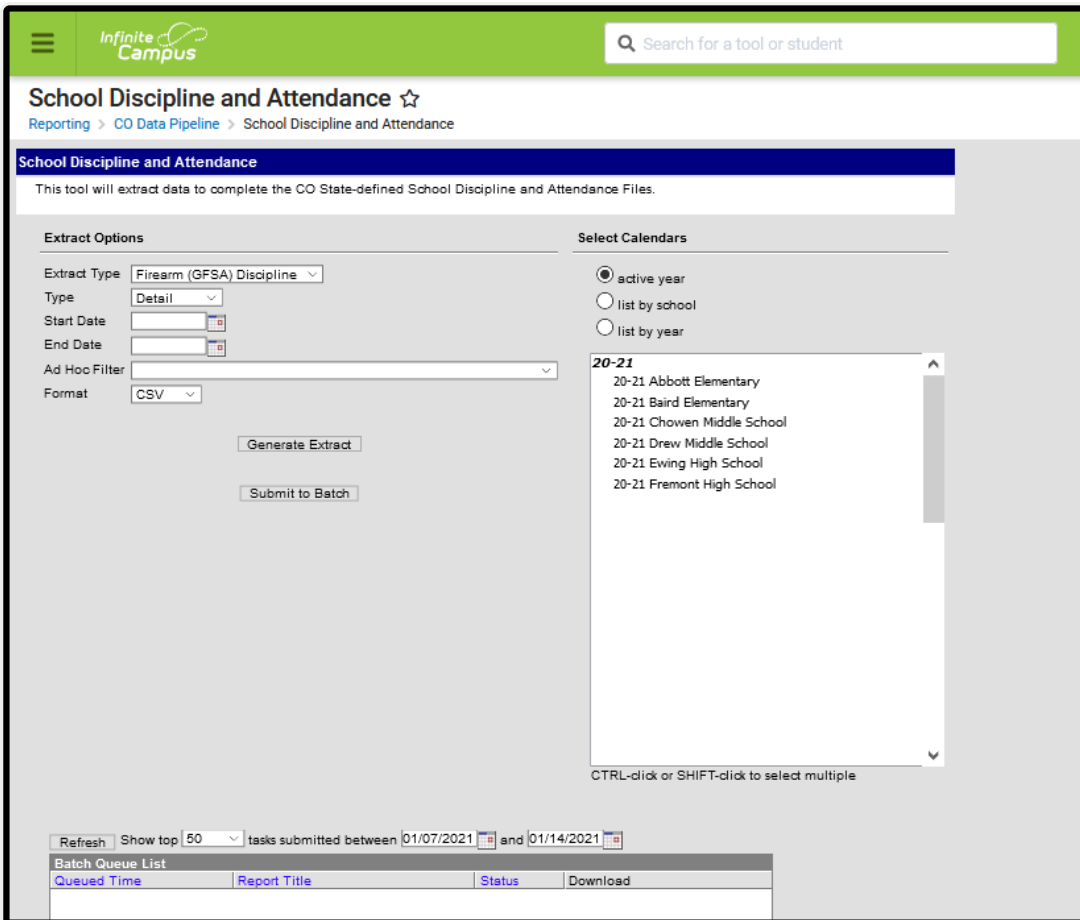 Infinite Campus
Search for a tool or student
School Discipline and Attendance
Reporting > CO Data Pipeline > School Discipline and Attendance
School Discipline and Attendance
This tool will extract data to complete the CO State-defined School Discipline and Attendance Files.
Extract Options
Extract Type Firearm (GFSA) Discipline
Type Detail
Start Date
End Date
Ad Hoc Filter
Format CSV
Generate Extract
Submit to Batch
Select Calendars
active year
list by school
list by year
20-21
20-21 Abbott Elementary
20-21 Baird Elementary
20-21 Chowen Middle School
20-21 Drew Middle School
20-21 Ewing High School
20-21 Fremont High School
CTRL-click or SHIFT-click to select multiple
Refresh Show top 50 tasks submitted between 01/07/2021 and 01/14/2021
Batch Queue List
Queued Time Report Title Status Download